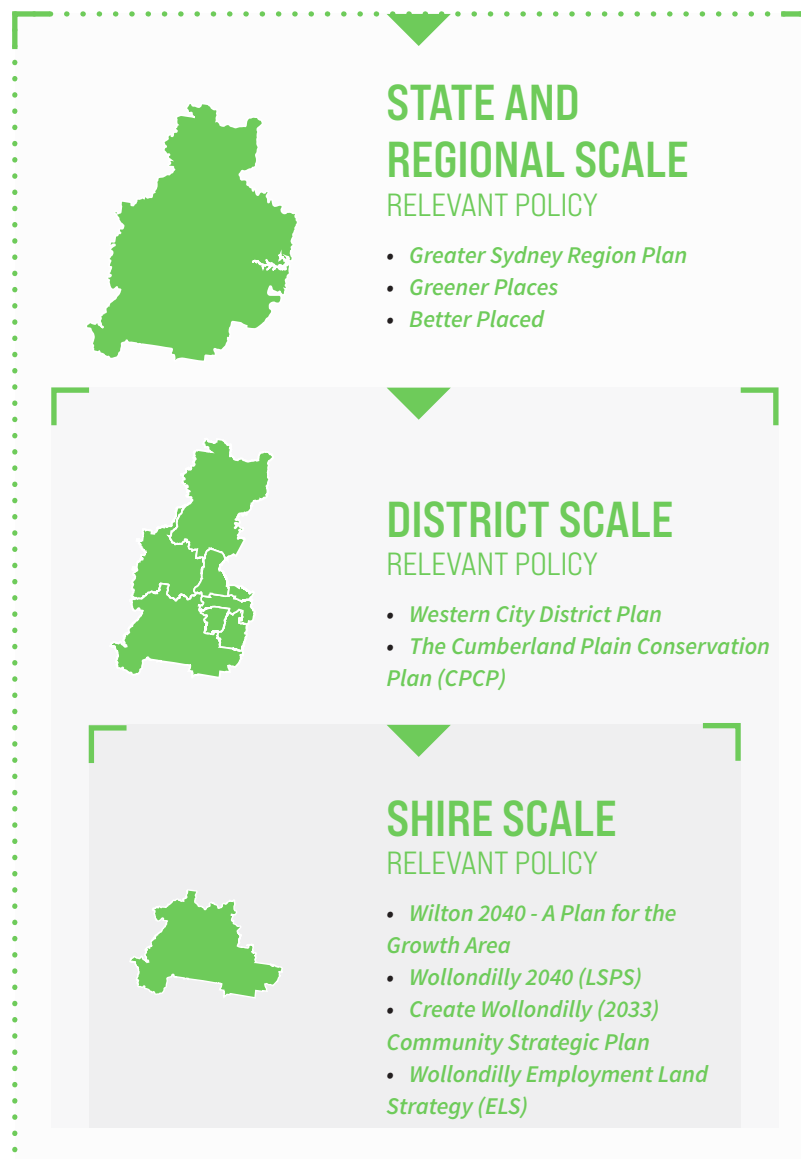 STATE AND
REGIONAL SCALE
RELEVANT POLICY
• Greater Sydney Region Plan
• Greener Places
• Better Placed
DISTRICT SCALE
RELEVANT POLICY
• Western City District Plan
• The Cumberland Plain Conservation
Plan (CPCP)
SHIRE SCALE
RELEVANT POLICY
• Wilton 2040 - A Plan for the
Growth Area
• Wollondilly 2040 (LSPS)
• Create Wollondilly (2033)
Community Strategic Plan
• Wollondilly Employment Land
Strategy (ELS)